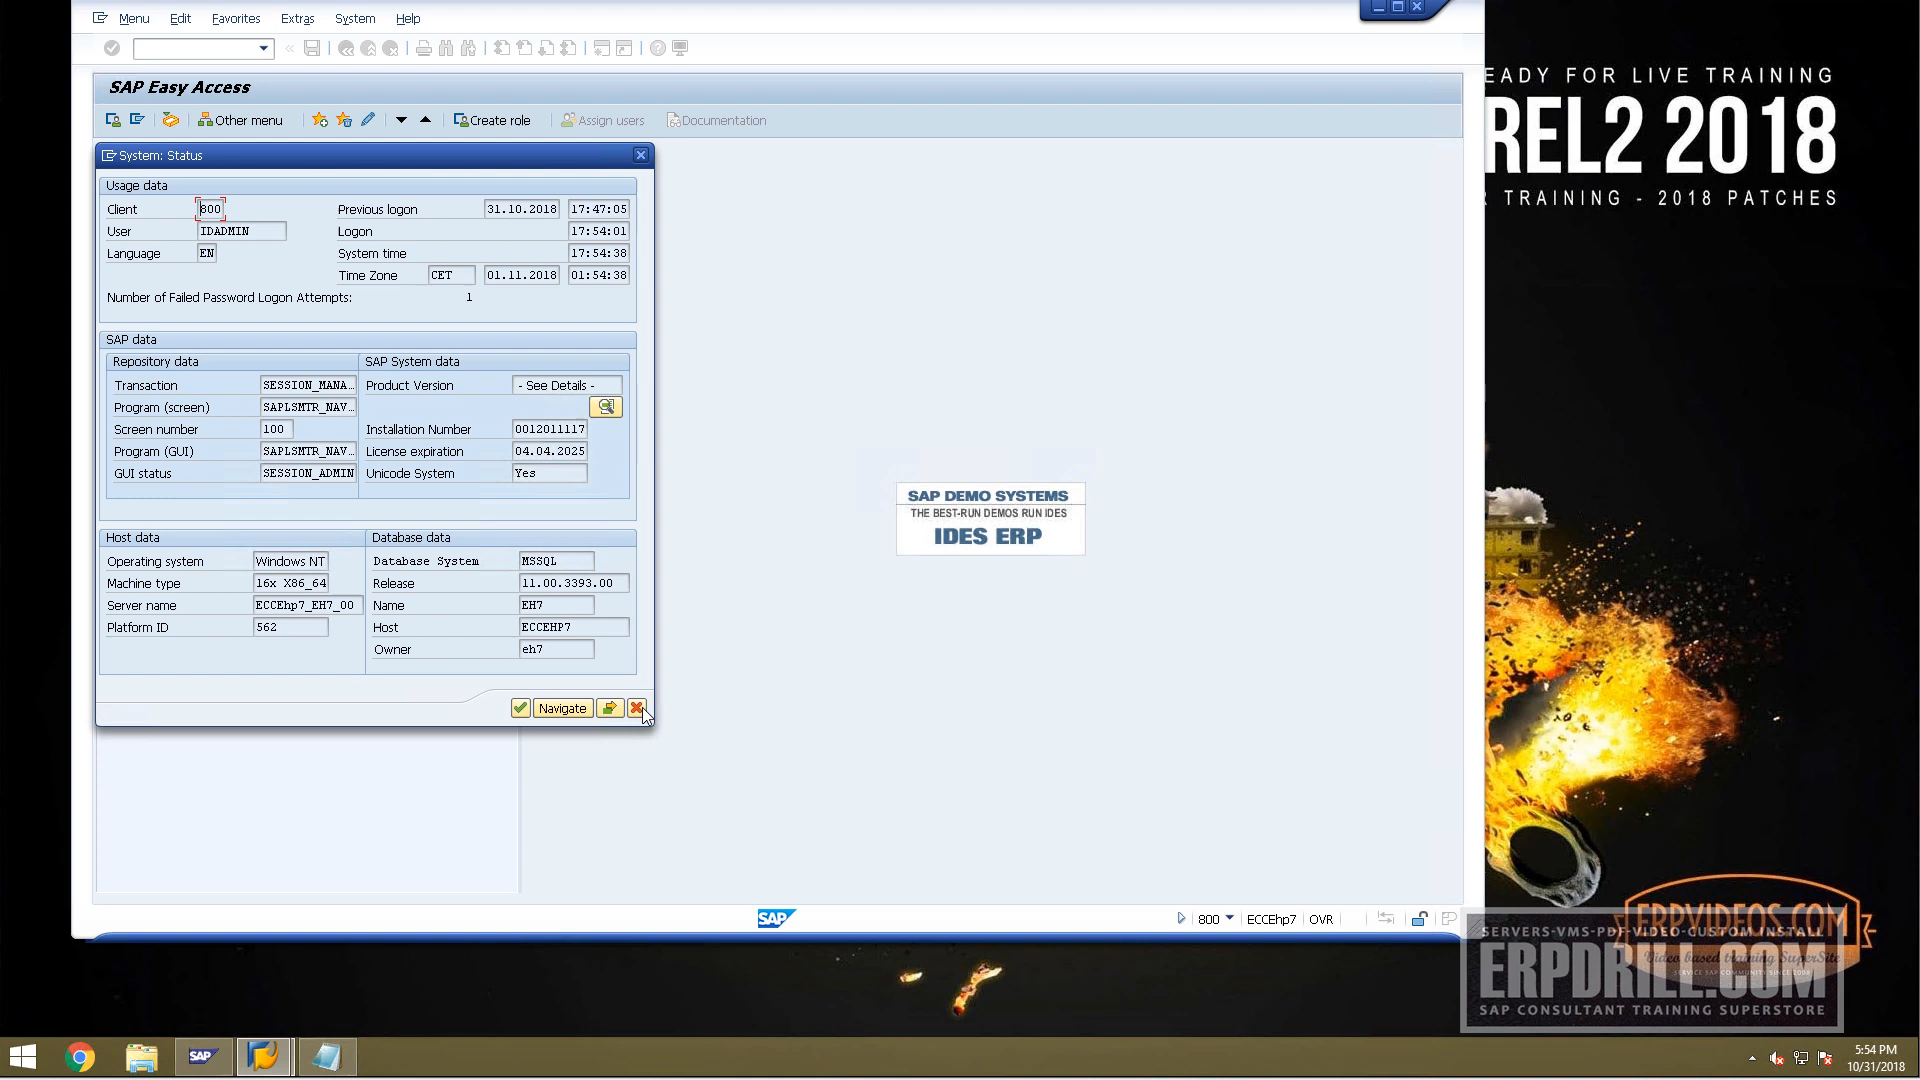 Menu Edit Favorites Extras System Help
SAP Easy Access
Other menu Create role Assign users Documentation
System: Status
Usage data
Client 800 Previous logon 31.10.2018 17:47:05
User IDADMIN Logon 17:54:01
Language EN System time 17:54:38
Time Zone CET 01.11.2018 01:54:38
Number of Failed Password Logon Attempts: 1
SAP data
Repository data SAP System data
Transaction SESSION_MANA… Product Version - See Details -
Program (screen) SAPLSMTR_NAV…
Screen number 100 Installation Number 0012011117
Program (GUI) SAPLSMTR_NAV… License expiration 04.04.2025
GUI status SESSION_ADMIN Unicode System Yes
Host data Database data
Operating system Windows NT Database System MSSQL
Machine type 16x X86_64 Release 11.00.3393.00
Server name ECCEhp7_EH7_00 Name EH7
Platform ID 562 Host ECCEHP7
Owner eh7
Navigate
SAP DEMO SYSTEMS
THE BEST-RUN DEMOS RUN IDES
IDES ERP
SAP
800 ECCEhp7 OVR
EADY FOR LIVE TRAINING
REL2 2018
R TRAINING - 2018 PATCHES
ERPVIDEOS.COM
Video based training SuperSite
SERVICE SAP COMMUNITY SINCE 2008
SERVERS-VMS-PDF-VIDEO-CUSTOM INSTALL
ERPDRILL.COM
SAP CONSULTANT TRAINING SUPERSTORE
SAP
5:54 PM
10/31/2018